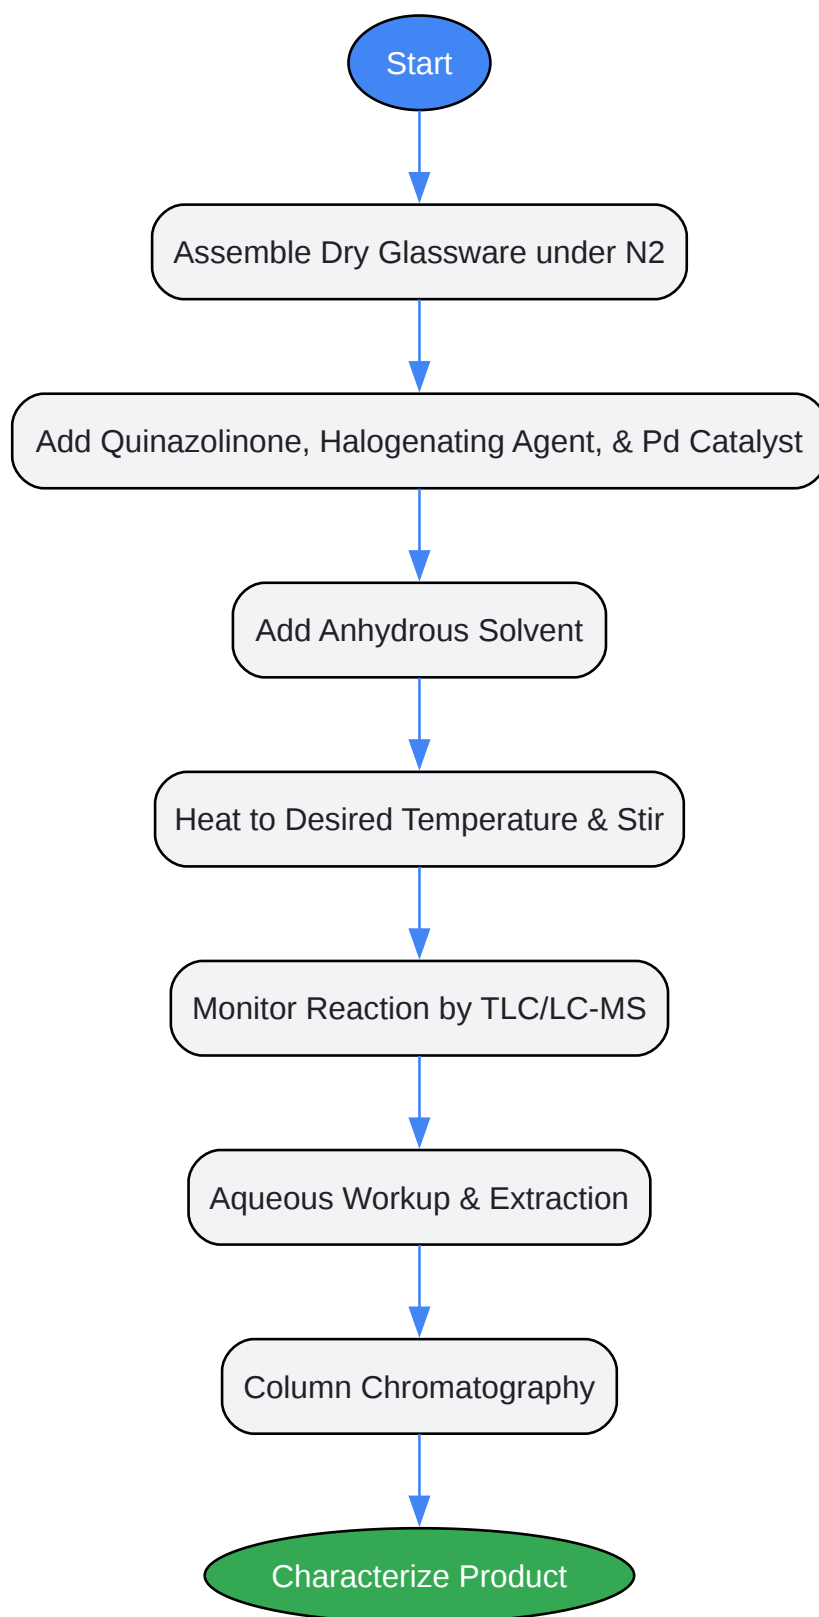 Start
Assemble Dry Glassware under N2
Add Quinazolinone, Halogenating Agent, & Pd Catalyst
Add Anhydrous Solvent
Heat to Desired Temperature & Stir
Monitor Reaction by TLC/LC-MS
Aqueous Workup & Extraction
Column Chromatography
Characterize Product